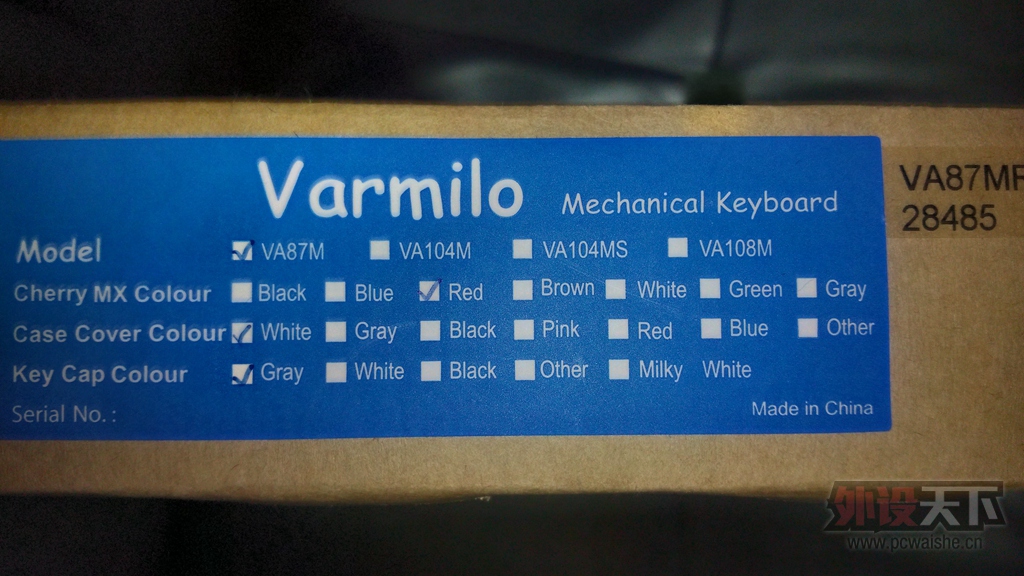 Varmilo Mechanical Keyboard
Model VA87M VA104M VA104MS VA108M
Cherry MX Colour Black Blue Red Brown White Green Gray
Case Cover Colour White Gray Black Pink Red Blue Other
Key Cap Colour Gray White Black Other Milky White
Serial No. :
Made in China
28485
外设天下
www.pcwaishe.cn